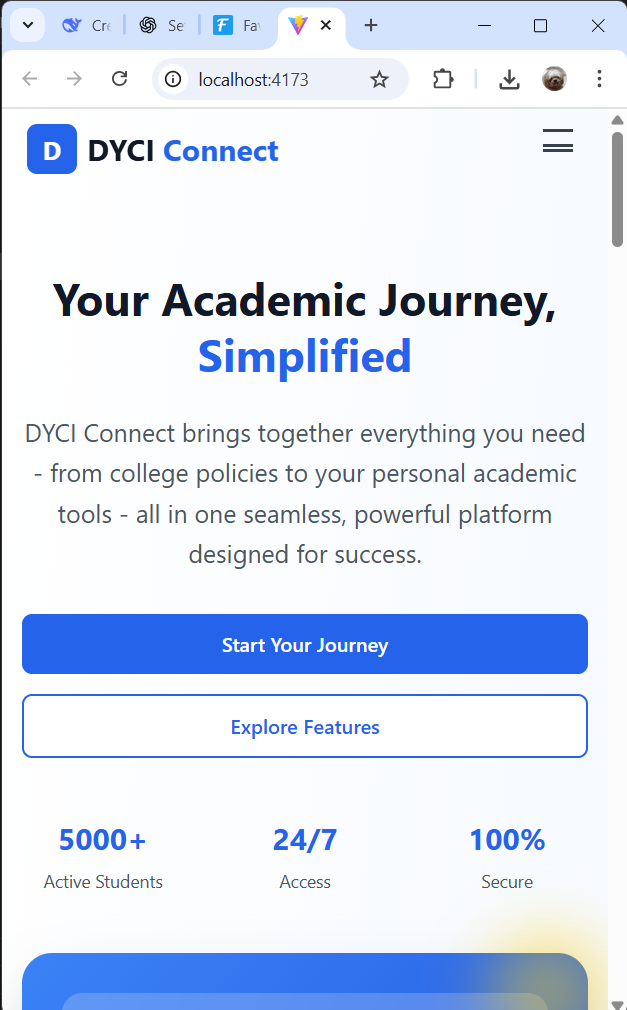 Cre
Se
Fa
localhost:4173
D
DYCI Connect
Your Academic Journey,
Simplified
DYCI Connect brings together everything you need
- from college policies to your personal academic
tools - all in one seamless, powerful platform
designed for success.
Start Your Journey
Explore Features
5000+
24/7
100%
Active Students
Access
Secure